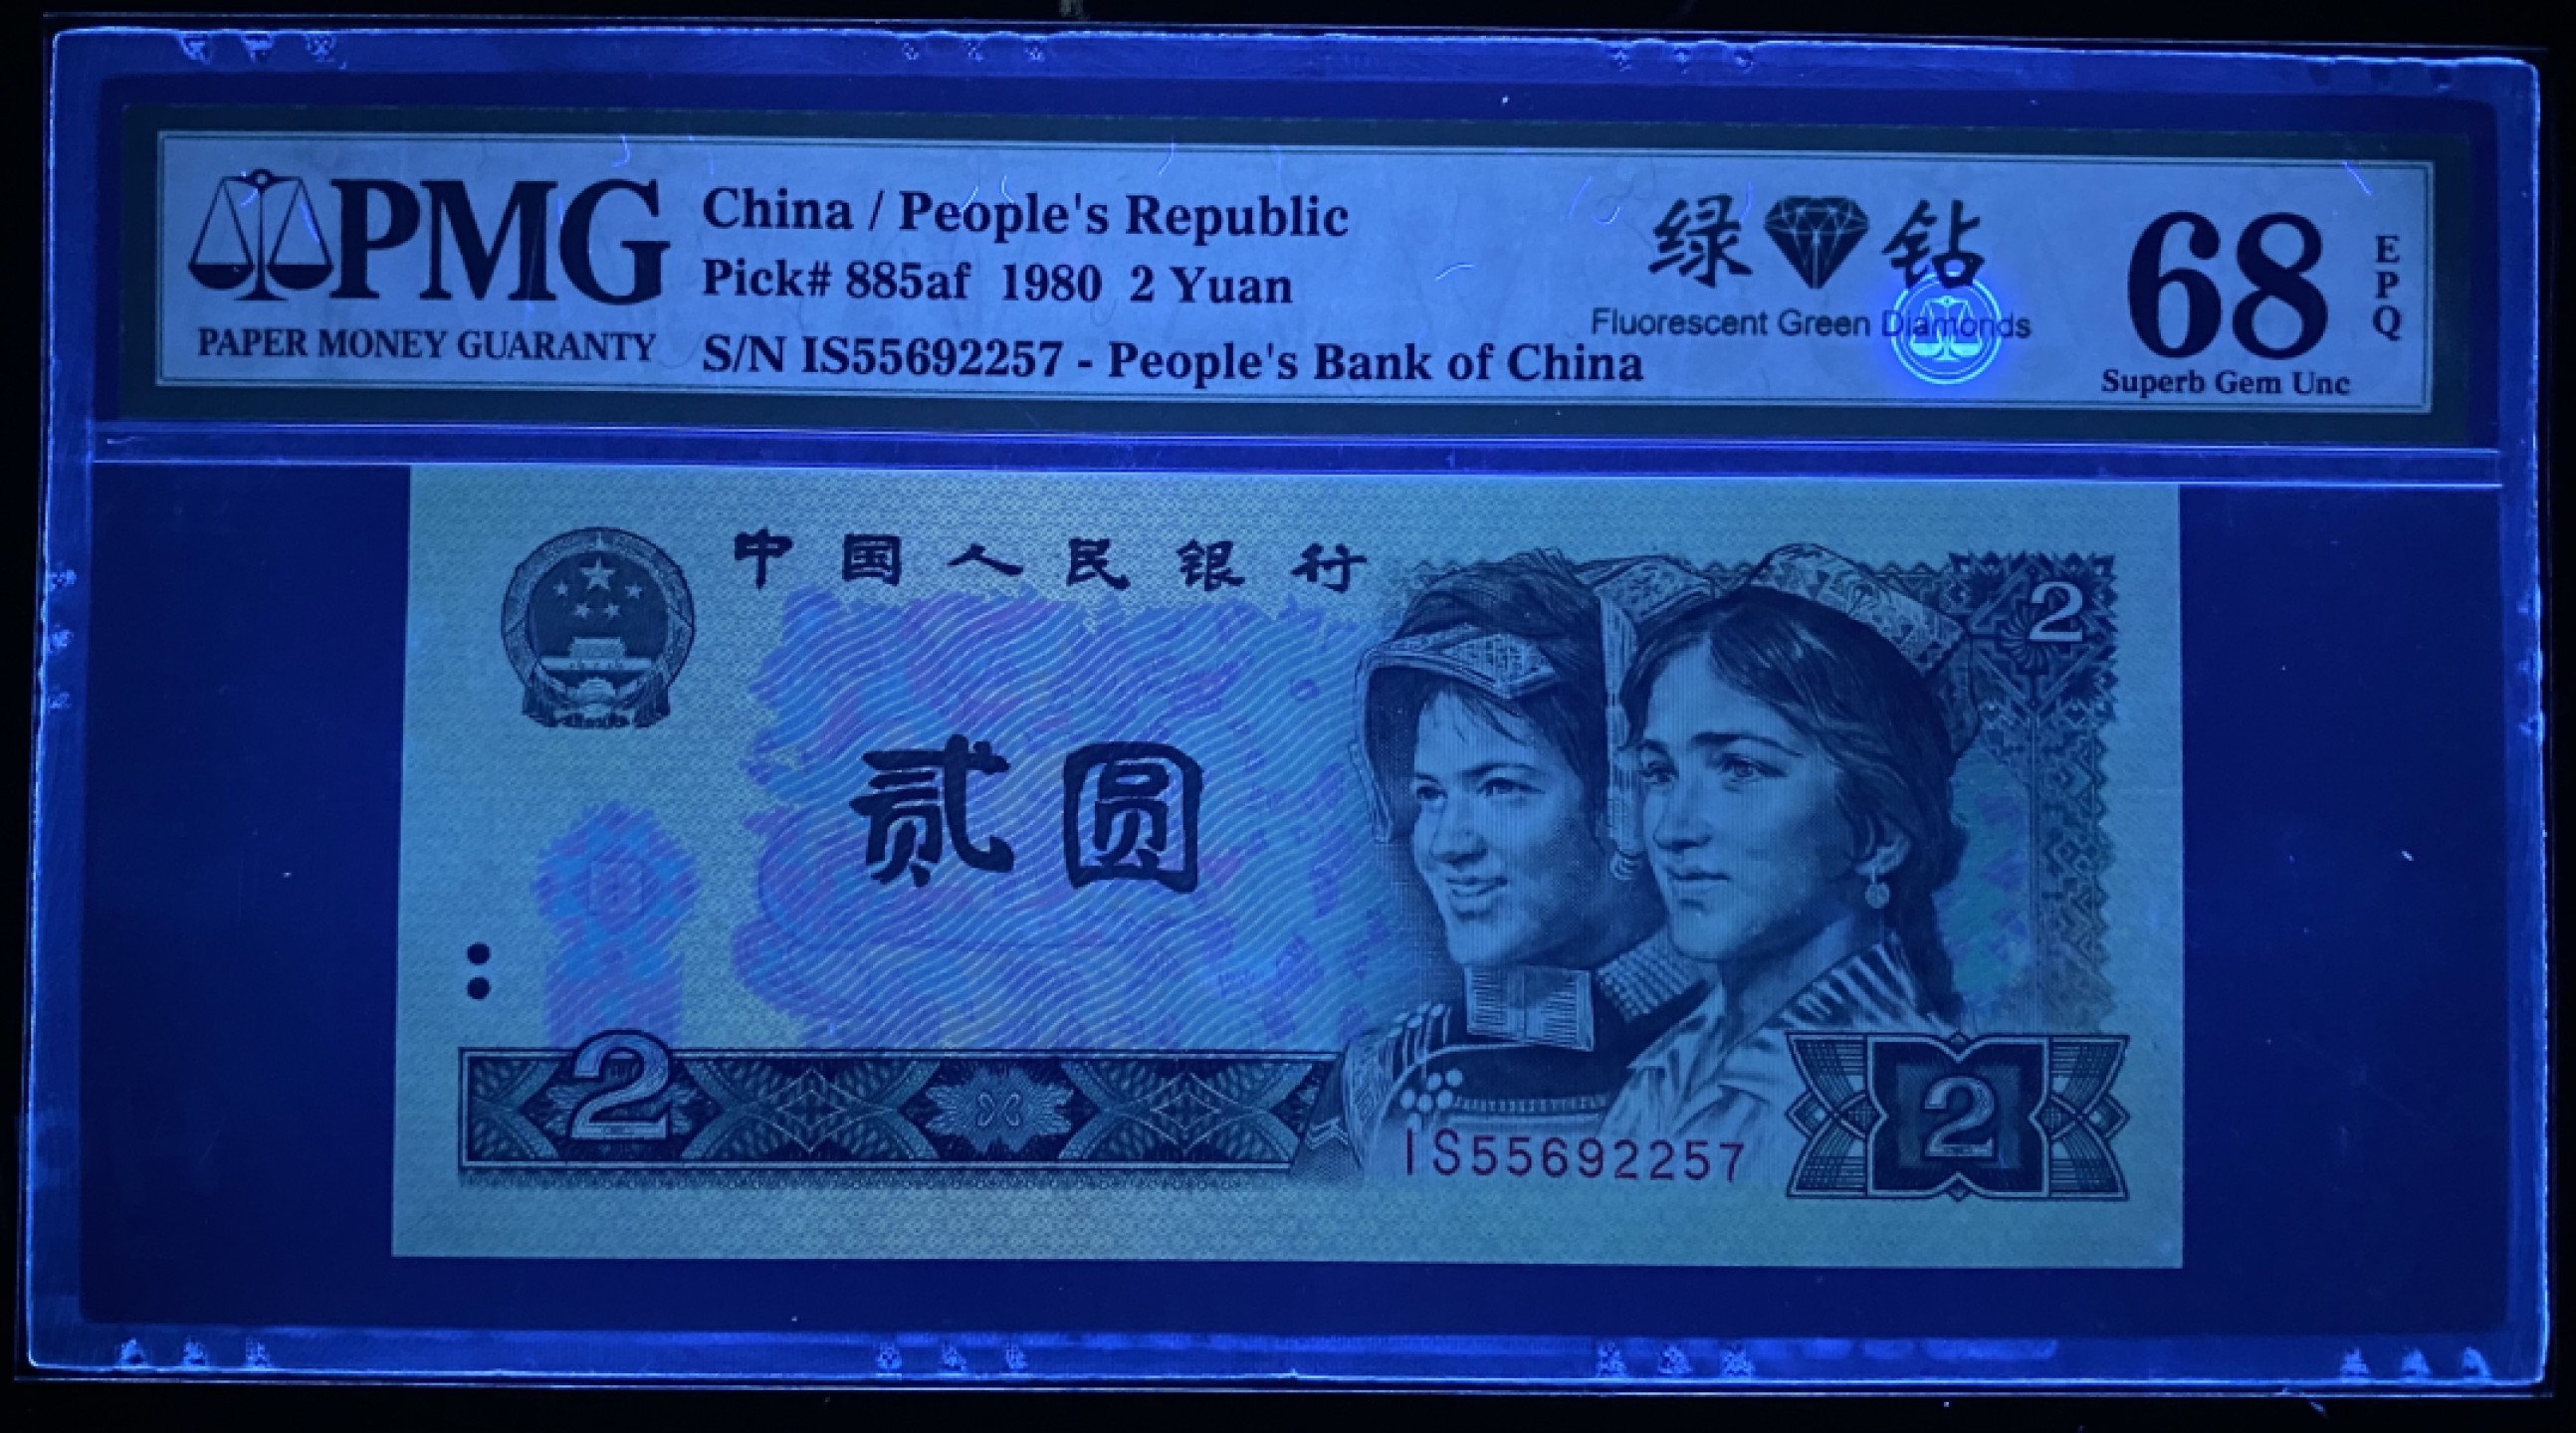 PMG
PAPER MONEY GUARANTY
China / People's Republic
Pick# 885af 1980 2 Yuan
S/N IS55692257 - People's Bank of China
绿 钻
Fluorescent Green Diamonds
68
EPQ
Superb Gem Unc
中国人民银行
2
贰圆
2
2
IS55692257